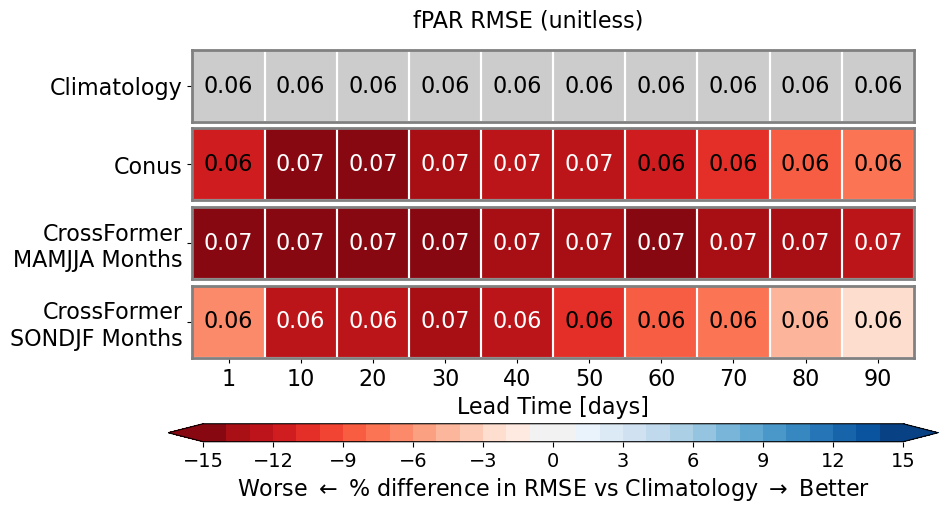 fPAR RMSE (unitless)
Climatology 0.06 0.06 0.06 0.06 0.06 0.06 0.06 0.06 0.06 0.06
Conus 0.06 0.07 0.07 0.07 0.07 0.07 0.06 0.06 0.06 0.06
CrossFormer
MAMJJA Months 0.07 0.07 0.07 0.07 0.07 0.07 0.07 0.07 0.07 0.07
CrossFormer
SONDJF Months 0.06 0.06 0.06 0.07 0.06 0.06 0.06 0.06 0.06 0.06
1 10 20 30 40 50 60 70 80 90
Lead Time [days]
−15 −12 −9 −6 −3 0 3 6 9 12 15
Worse ← % difference in RMSE vs Climatology → Better